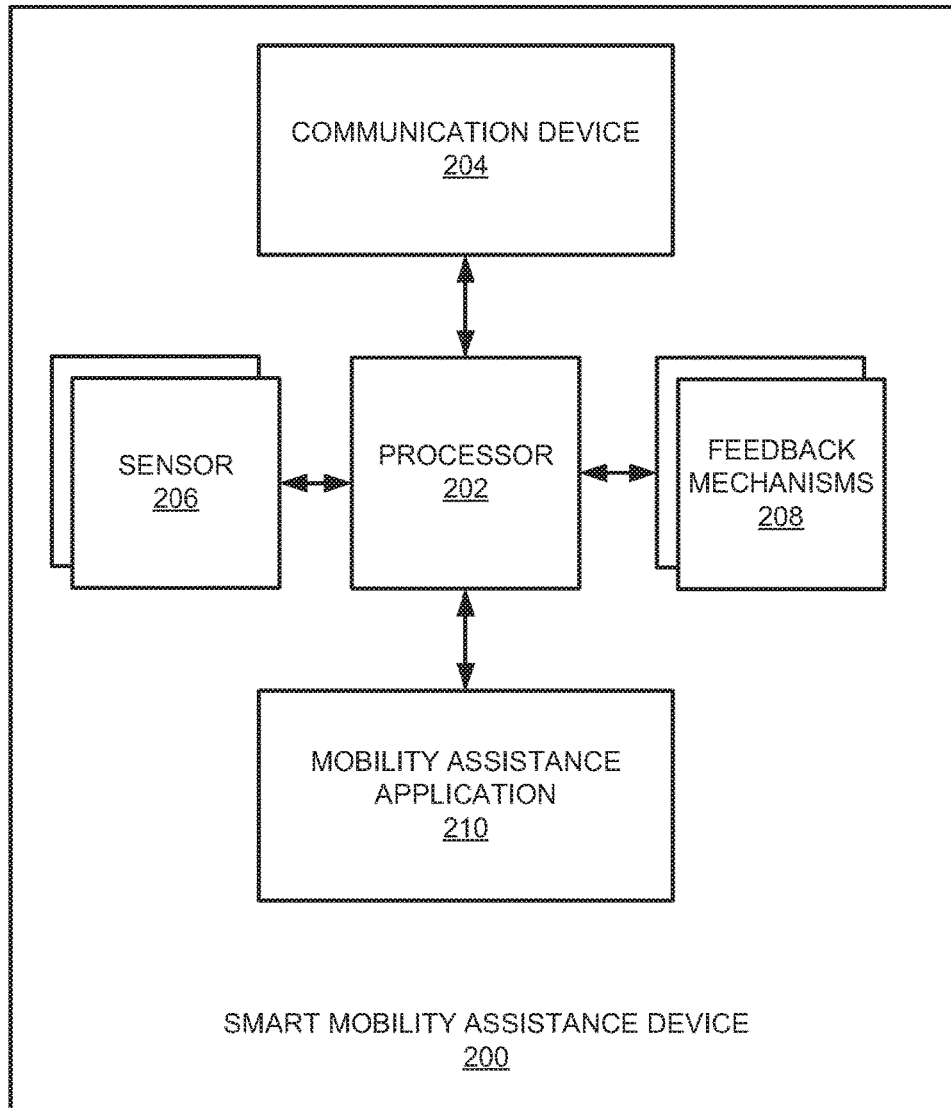 COMMUNICATION DEVICE
204
SENSOR
206
PROCESSOR
202
FEEDBACK
MECHANISMS
208
MOBILITY ASSISTANCE
APPLICATION
210
SMART MOBILITY ASSISTANCE DEVICE
200